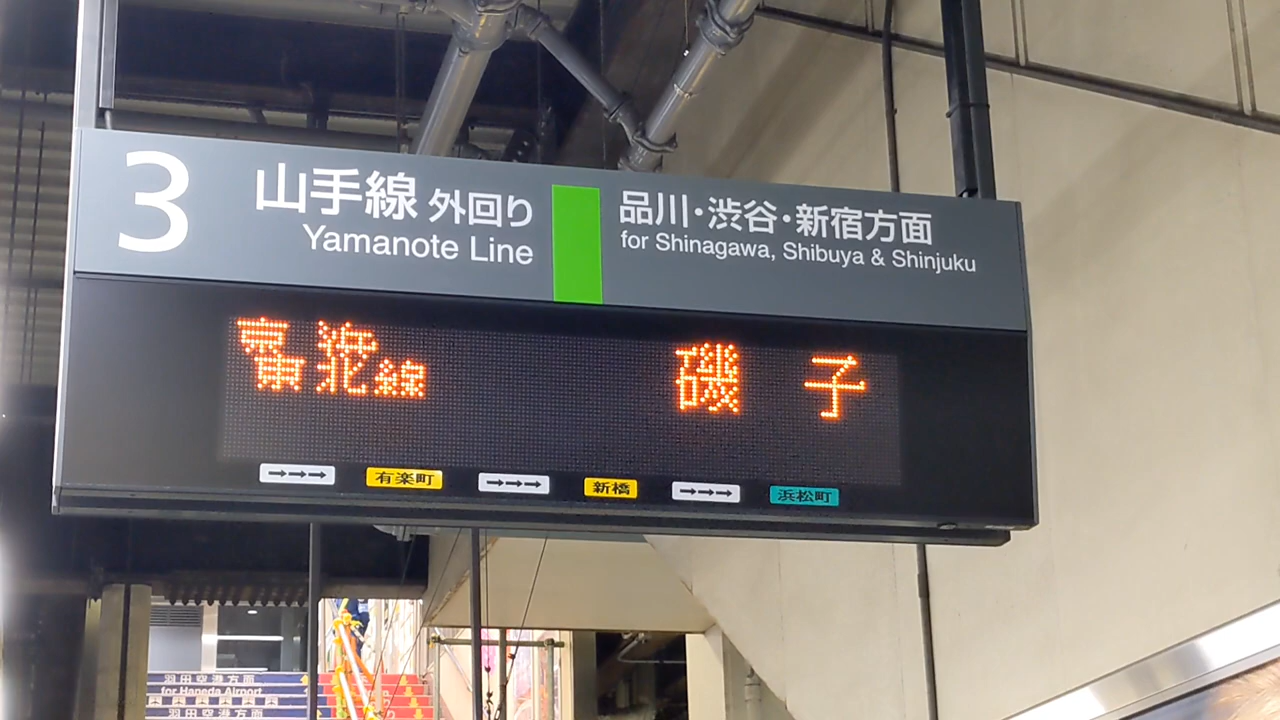 3
山手線 外回り
Yamanote Line
品川・渋谷・新宿方面
for Shinagawa, Shibuya & Shinjuku
京浜東北線 磯子
→→→ 有楽町 →→→ 新橋 →→→ 浜松町
羽田空港方面
for Haneda Airport
羽田空港方面